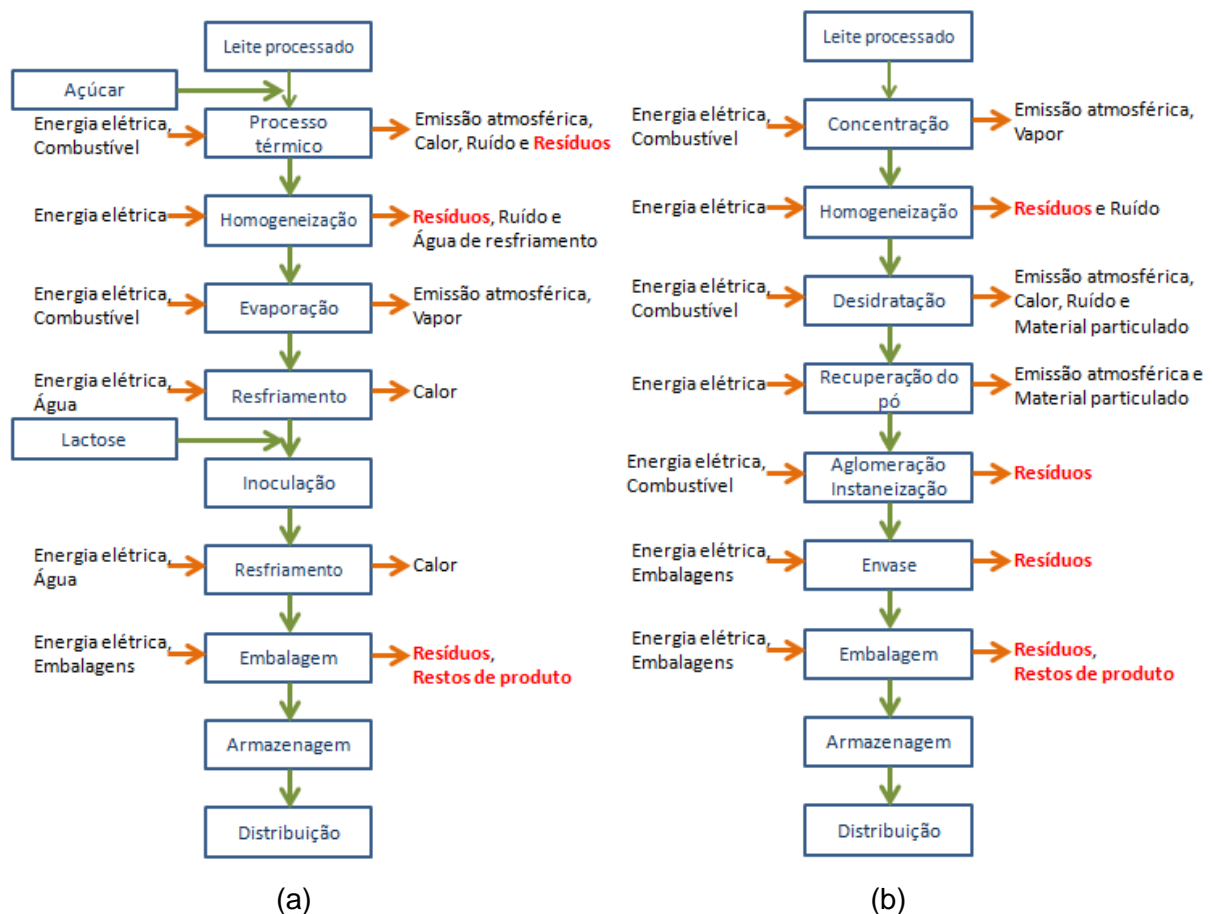 Leite processado
Açúcar
Energia elétrica,
Combustível
Processo
térmico
Emissão atmosférica,
Calor, Ruído e Resíduos
Energia elétrica
Homogeneização
Resíduos, Ruído e
Água de resfriamento
Energia elétrica,
Combustível
Evaporação
Emissão atmosférica,
Vapor
Energia elétrica,
Água
Resfriamento
Calor
Lactose
Inoculação
Energia elétrica,
Água
Resfriamento
Calor
Energia elétrica,
Embalagens
Embalagem
Resíduos,
Restos de produto
Armazenagem
Distribuição
(a)
Leite processado
Energia elétrica,
Combustível
Concentração
Emissão atmosférica,
Vapor
Energia elétrica
Homogeneização
Resíduos e Ruído
Energia elétrica,
Combustível
Desidratação
Emissão atmosférica,
Calor, Ruído e
Material particulado
Energia elétrica
Recuperação do
pó
Emissão atmosférica e
Material particulado
Energia elétrica,
Combustível
Aglomeração
Instaneização
Resíduos
Energia elétrica,
Embalagens
Envase
Resíduos
Energia elétrica,
Embalagens
Embalagem
Resíduos,
Restos de produto
Armazenagem
Distribuição
(b)